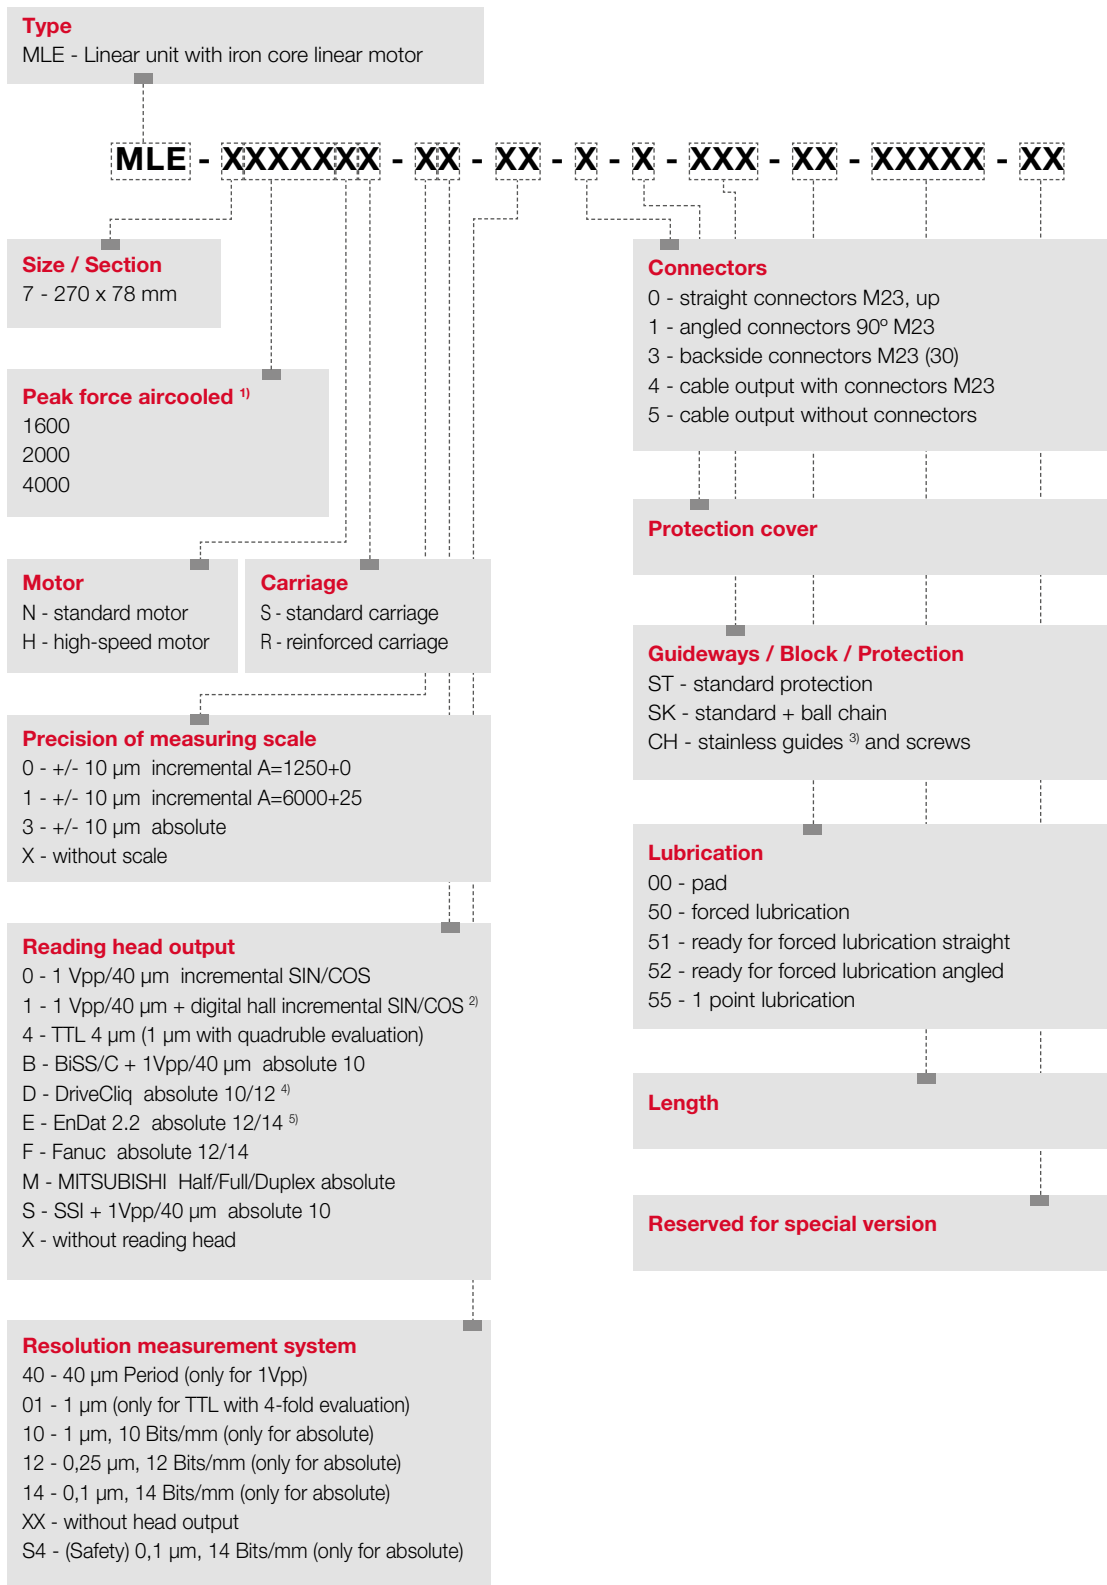 Type
MLE - Linear unit with iron core linear motor
MLE - XXXXXXX - XX - XX - X - X - XXX - XX - XXXXX - XX
Size / Section
7 - 270 x 78 mm
Peak force aircooled 1)
1600
2000
4000
Motor
N - standard motor
H - high-speed motor
Carriage
S - standard carriage
R - reinforced carriage
Precision of measuring scale
0 - +/- 10 µm incremental A=1250+0
1 - +/- 10 µm incremental A=6000+25
3 - +/- 10 µm absolute
X - without scale
Reading head output
0 - 1 Vpp/40 µm incremental SIN/COS
1 - 1 Vpp/40 µm + digital hall incremental SIN/COS 2)
4 - TTL 4 µm (1 µm with quadruble evaluation)
B - BiSS/C + 1Vpp/40 µm absolute 10
D - DriveCliq absolute 10/12 4)
E - EnDat 2.2 absolute 12/14 5)
F - Fanuc absolute 12/14
M - MITSUBISHI Half/Full/Duplex absolute
S - SSI + 1Vpp/40 µm absolute 10
X - without reading head
Resolution measurement system
40 - 40 µm Period (only for 1Vpp)
01 - 1 µm (only for TTL with 4-fold evaluation)
10 - 1 µm, 10 Bits/mm (only for absolute)
12 - 0,25 µm, 12 Bits/mm (only for absolute)
14 - 0,1 µm, 14 Bits/mm (only for absolute)
XX - without head output
S4 - (Safety) 0,1 µm, 14 Bits/mm (only for absolute)
Connectors
0 - straight connectors M23, up
1 - angled connectors 90º M23
3 - backside connectors M23 (30)
4 - cable output with connectors M23
5 - cable output without connectors
Protection cover
Guideways / Block / Protection
ST - standard protection
SK - standard + ball chain
CH - stainless guides 3) and screws
Lubrication
00 - pad
50 - forced lubrication
51 - ready for forced lubrication straight
52 - ready for forced lubrication angled
55 - 1 point lubrication
Length
Reserved for special version